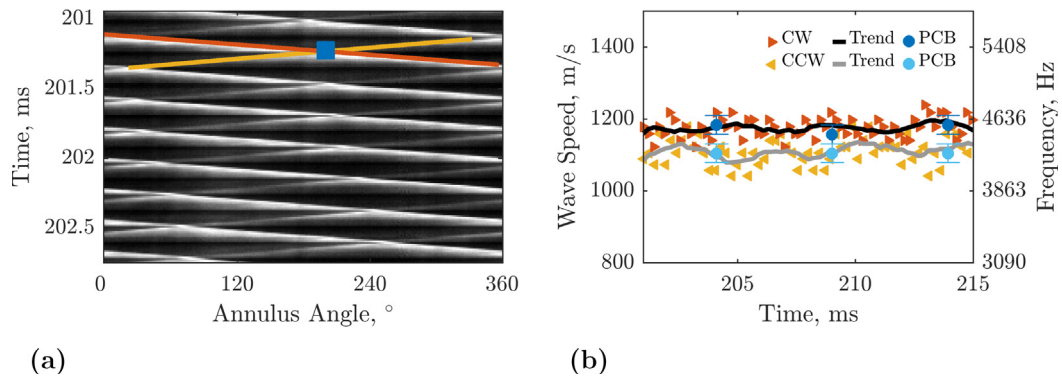 201
201.5
202
202.5
Time, ms
0
120
240
360
Annulus Angle, °
(a)
1400
1200
1000
800
Wave Speed, m/s
CW Trend PCB
CCW Trend PCB
5408
4636
3863
3090
Frequency, Hz
205
210
215
Time, ms
(b)